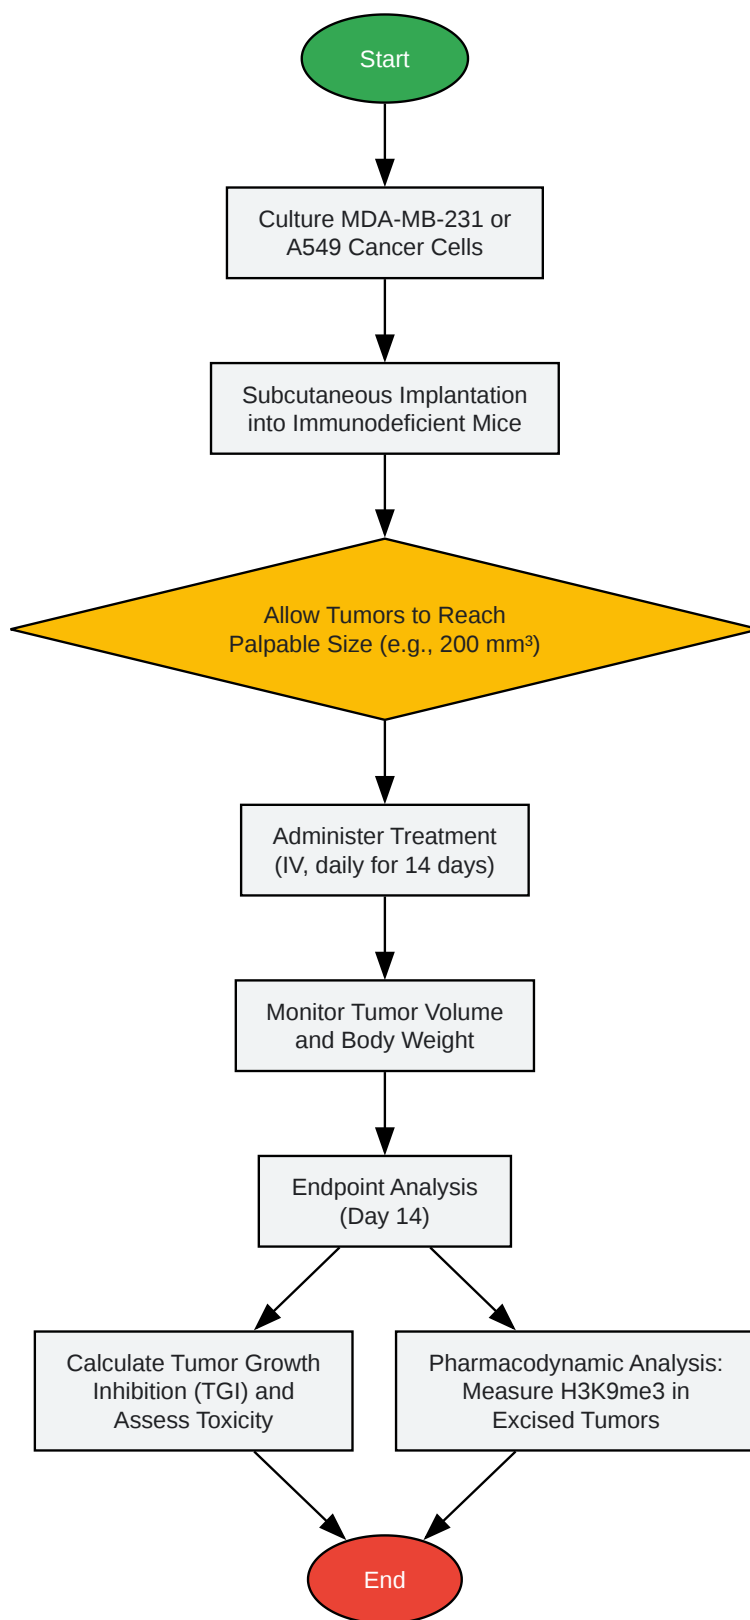 Start
Culture MDA-MB-231 or
A549 Cancer Cells
Subcutaneous Implantation
into Immunodeficient Mice
Allow Tumors to Reach
Palpable Size (e.g., 200 mm³)
Administer Treatment
(IV, daily for 14 days)
Monitor Tumor Volume
and Body Weight
Endpoint Analysis
(Day 14)
Calculate Tumor Growth
Inhibition (TGI) and
Assess Toxicity
Pharmacodynamic Analysis:
Measure H3K9me3 in
Excised Tumors
End